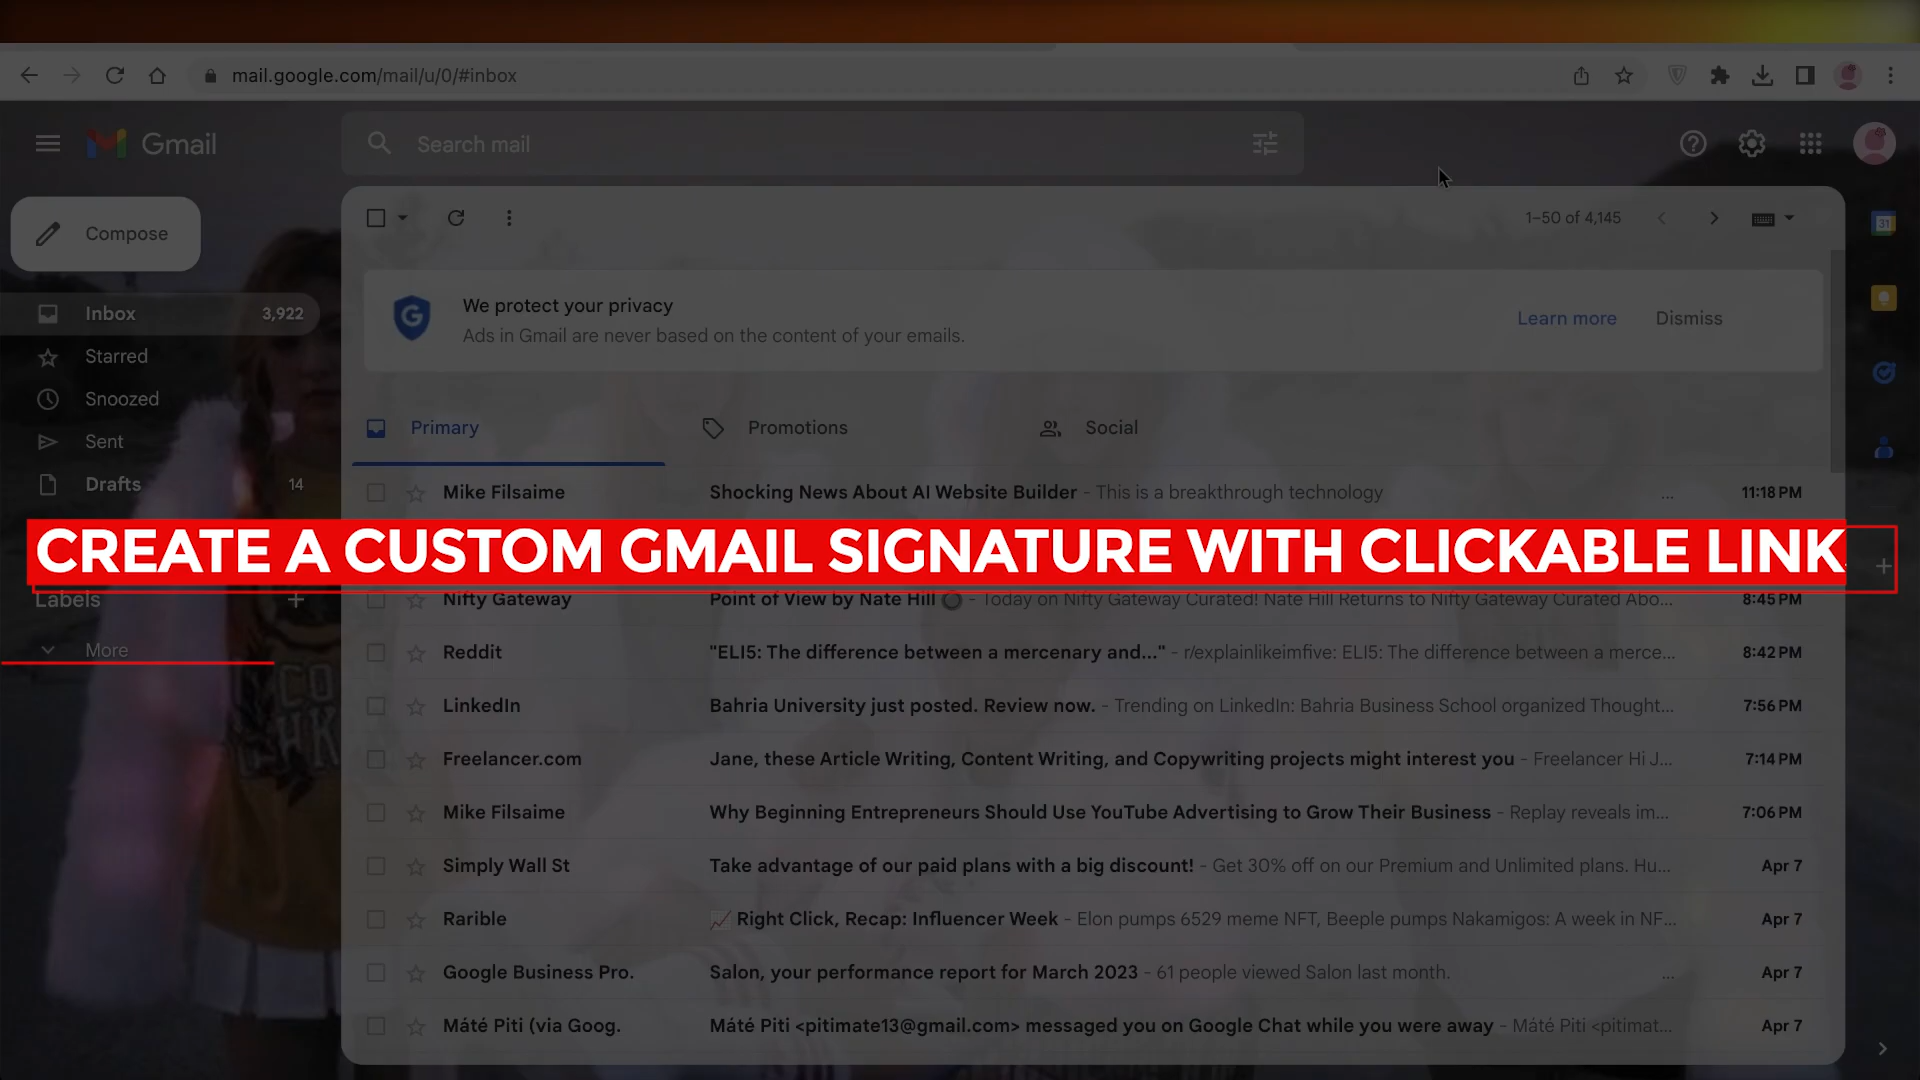 mail.google.com/mail/u/0/#inbox
Gmail
Search mail
Compose
1–50 of 4,145
31
Inbox 3,922
Starred
Snoozed
Sent
Drafts 14
G
We protect your privacy
Ads in Gmail are never based on the content of your emails.
Learn more Dismiss
Primary Promotions Social
Mike Filsaime Shocking News About AI Website Builder - This is a breakthrough technology ... 11:18 PM
CREATE A CUSTOM GMAIL SIGNATURE WITH CLICKABLE LINK
Labels
More
Nifty Gateway Point of View by Nate Hill - Today on Nifty Gateway Curated! Nate Hill Returns to Nifty Gateway Curated Abo... 8:45 PM
Reddit "ELI5: The difference between a mercenary and..." - r/explainlikeimfive: ELI5: The difference between a merce... 8:42 PM
LinkedIn Bahria University just posted. Review now. - Trending on LinkedIn: Bahria Business School organized Thought... 7:56 PM
Freelancer.com Jane, these Article Writing, Content Writing, and Copywriting projects might interest you - Freelancer Hi J... 7:14 PM
Mike Filsaime Why Beginning Entrepreneurs Should Use YouTube Advertising to Grow Their Business - Replay reveals im... 7:06 PM
Simply Wall St Take advantage of our paid plans with a big discount! - Get 30% off on our Premium and Unlimited plans. Hu... Apr 7
Rarible Right Click, Recap: Influencer Week - Elon pumps 6529 meme NFT, Beeple pumps Nakamigos: A week in NF... Apr 7
Google Business Pro. Salon, your performance report for March 2023 - 61 people viewed Salon last month. ... Apr 7
Máté Piti (via Goog. Máté Piti <pitimate13@gmail.com> messaged you on Google Chat while you were away - Máté Piti <pitimat... Apr 7